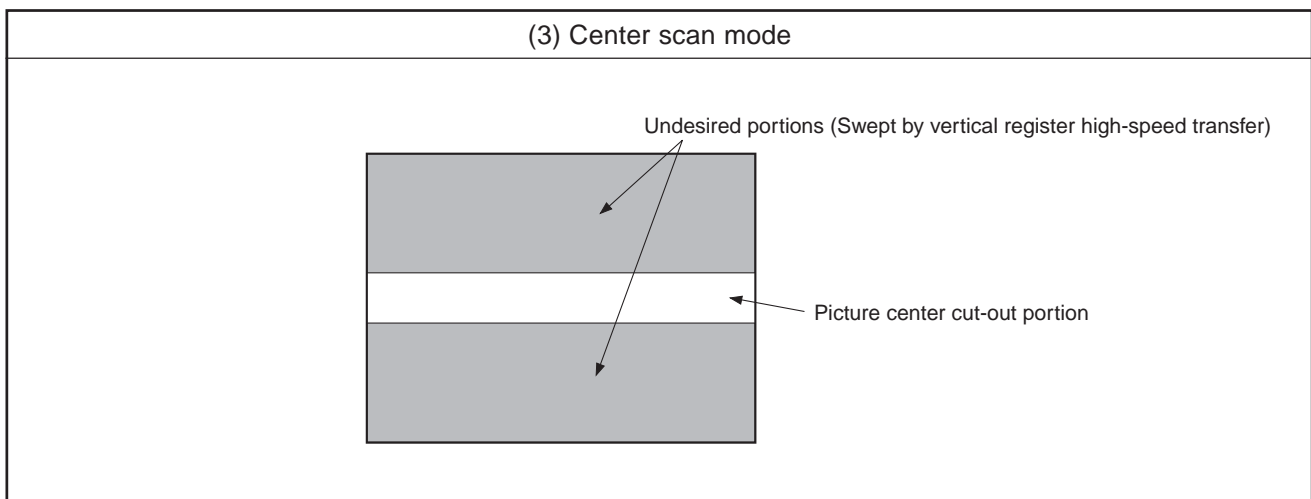 (3) Center scan mode
Undesired portions (Swept by vertical register high-speed transfer)
Picture center cut-out portion